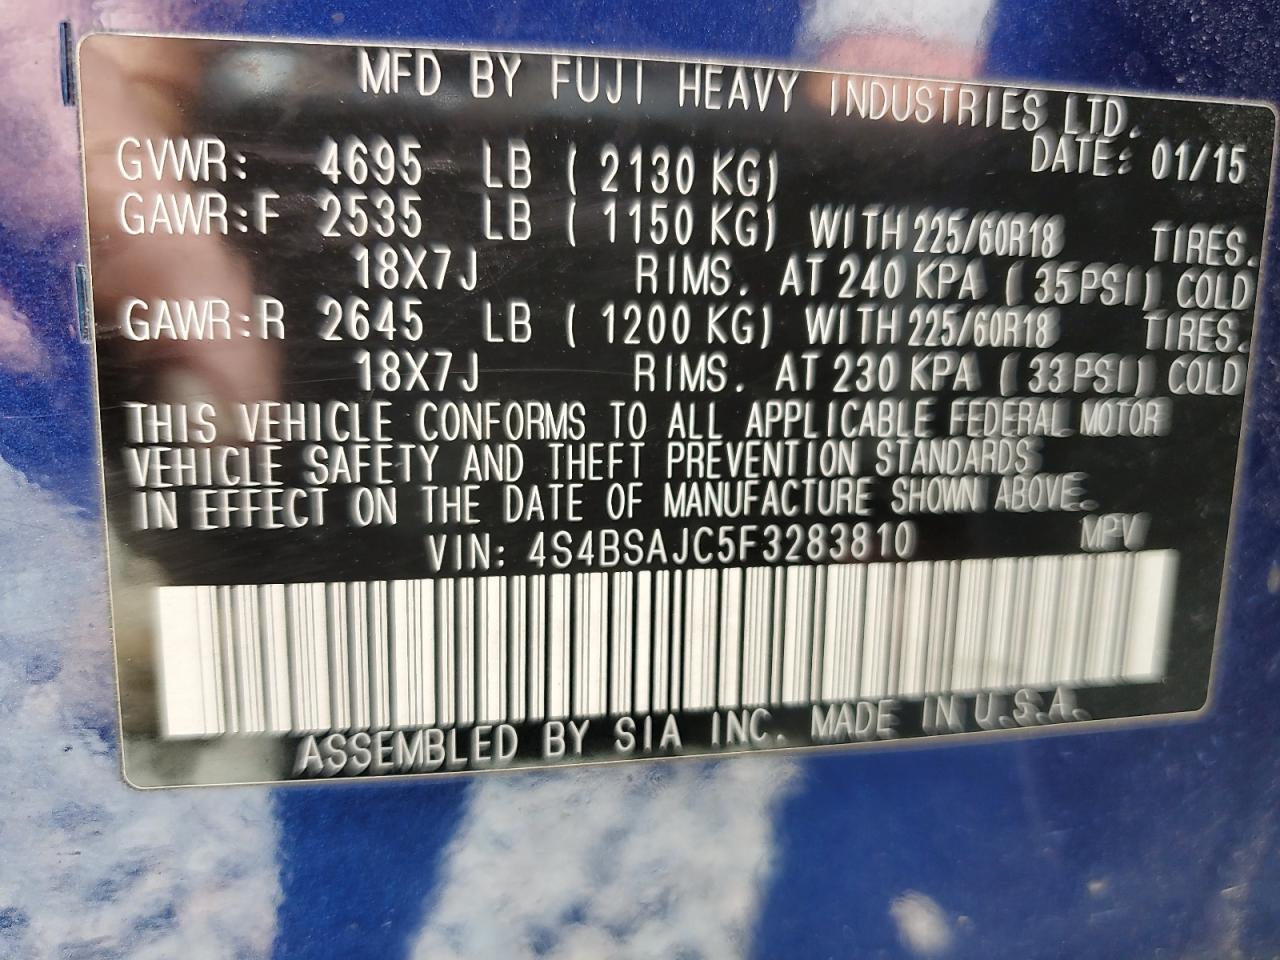 MFD BY FUJI HEAVY INDUSTRIES LTD.
DATE: 01/15
GVWR: 4695 LB ( 2130 KG)
GAWR:F 2535 LB ( 1150 KG) WITH 225/60R18 TIRES.
18X7J RIMS. AT 240 KPA ( 35PSI) COLD
GAWR:R 2645 LB ( 1200 KG) WITH 225/60R18 TIRES.
18X7J RIMS. AT 230 KPA ( 33PSI) COLD
THIS VEHICLE CONFORMS TO ALL APPLICABLE FEDERAL MOTOR
VEHICLE SAFETY AND THEFT PREVENTION STANDARDS
IN EFFECT ON THE DATE OF MANUFACTURE SHOWN ABOVE.
VIN: 4S4BSAJC5F3283810 MPV
ASSEMBLED BY SIA INC. MADE IN U.S.A.